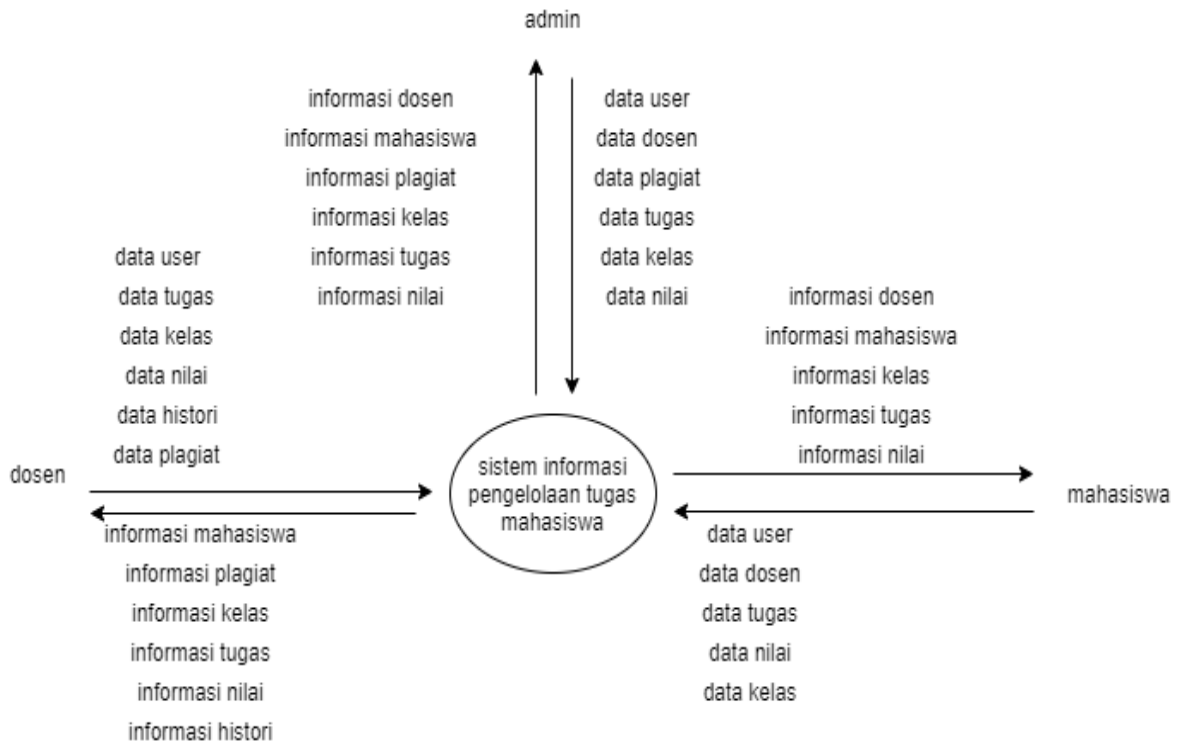 admin
informasi dosen
informasi mahasiswa
informasi plagiat
informasi kelas
informasi tugas
informasi nilai
data user
data dosen
data plagiat
data tugas
data kelas
data nilai
data user
data tugas
data kelas
data nilai
data histori
data plagiat
dosen
informasi mahasiswa
informasi plagiat
informasi kelas
informasi tugas
informasi nilai
informasi histori
sistem informasi
pengelolaan tugas
mahasiswa
informasi dosen
informasi mahasiswa
informasi kelas
informasi tugas
informasi nilai
mahasiswa
data user
data dosen
data tugas
data nilai
data kelas